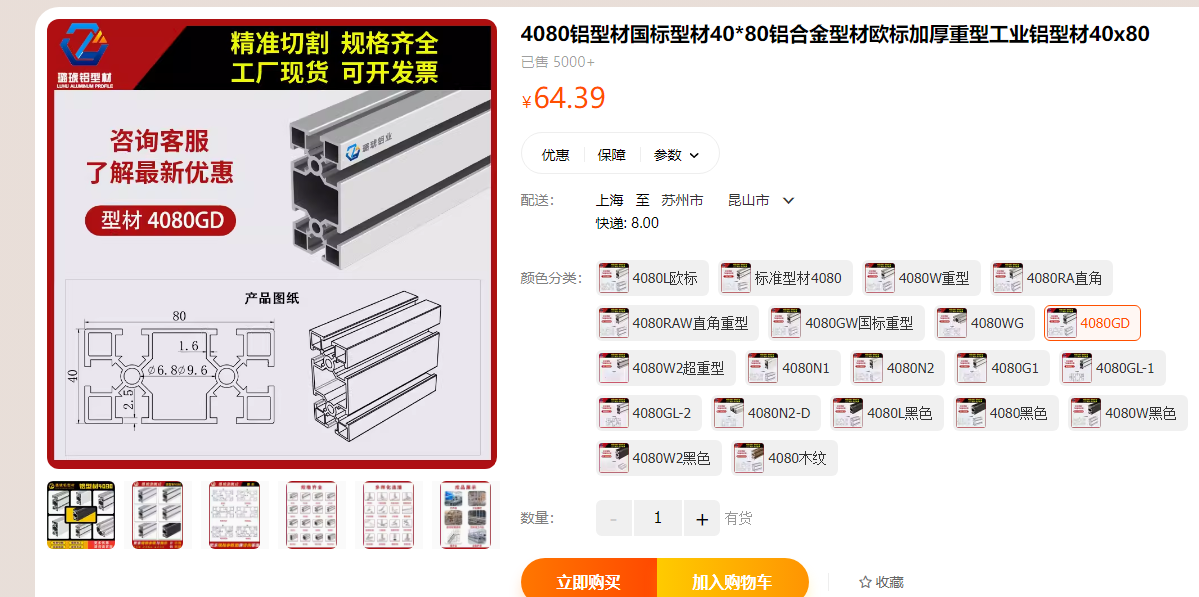 璐琥铝型材
LUHU ALUMINUM PROFILE
精准切割 规格齐全
工厂现货 可开发票
璐琥铝业
咨询客服
了解最新优惠
型材 4080GD
产品图纸
80
1.6
40
⌀6.8⌀9.6
2.5
4080铝型材国标型材40*80铝合金型材欧标加厚重型工业铝型材40x80
已售 5000+
¥64.39
优惠 保障 参数
配送: 上海 至 苏州市 昆山市
快递: 8.00
颜色分类: 4080L欧标 标准型材4080 4080W重型 4080RA直角
4080RAW直角重型 4080GW国标重型 4080WG 4080GD
4080W2超重型 4080N1 4080N2 4080G1 4080GL-1
4080GL-2 4080N2-D 4080L黑色 4080黑色 4080W黑色
4080W2黑色 4080木纹
数量: - 1 + 有货
立即购买 加入购物车 收藏